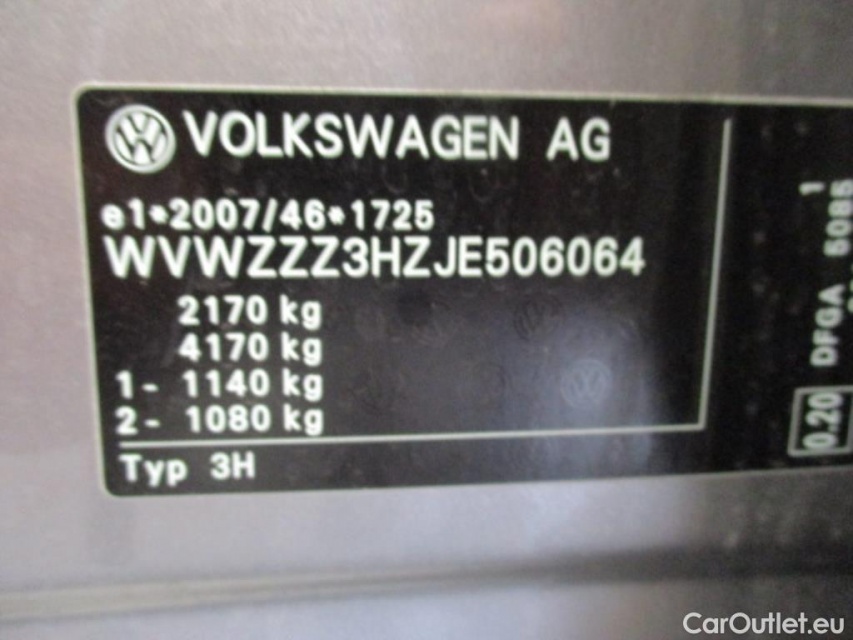 VOLKSWAGEN AG
e1*2007/46*1725
WVWZZZ3HZJE506064
2170 kg
4170 kg
1- 1140 kg
2- 1080 kg
Typ 3H
1
DFGA 5085
0.20
CarOutlet.eu